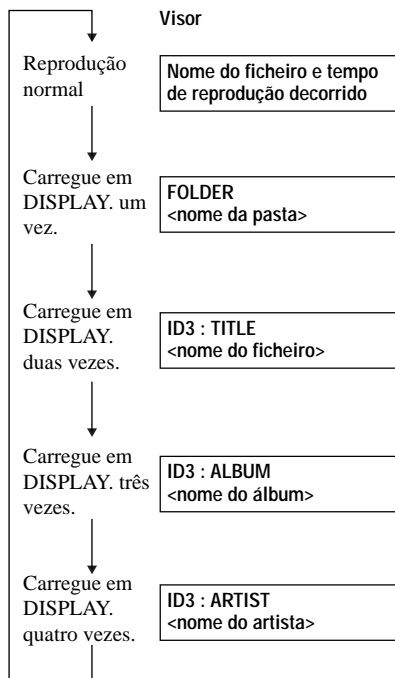 Visor
Reprodução
normal
Nome do ficheiro e tempo
de reprodução decorrido
Carregue em
DISPLAY. um
vez.
FOLDER
<nome da pasta>
Carregue em
DISPLAY.
duas vezes.
ID3 : TITLE
<nome do ficheiro>
Carregue em
DISPLAY. três
vezes.
ID3 : ALBUM
<nome do álbum>
Carregue em
DISPLAY.
quatro vezes.
ID3 : ARTIST
<nome do artista>